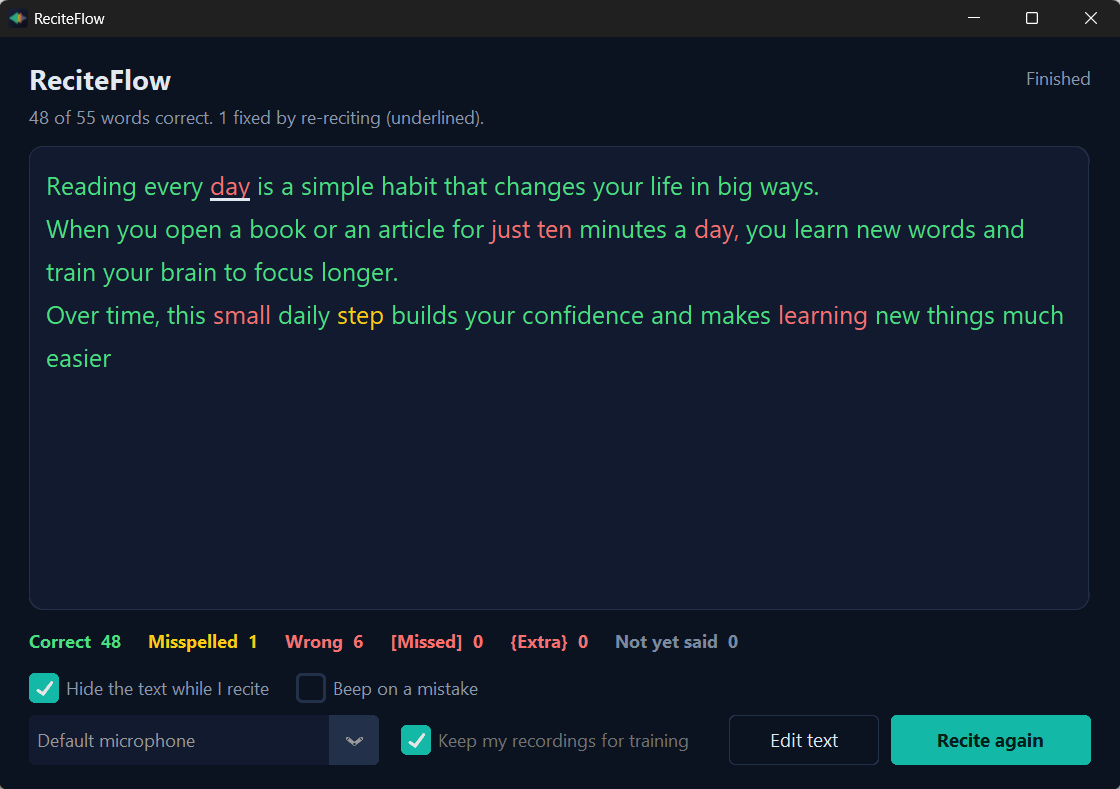 ReciteFlow
ReciteFlow
Finished
48 of 55 words correct. 1 fixed by re-reciting (underlined).
Reading every day is a simple habit that changes your life in big ways.
When you open a book or an article for just ten minutes a day, you learn new words and
train your brain to focus longer.
Over time, this small daily step builds your confidence and makes learning new things much
easier
Correct 48 Misspelled 1 Wrong 6 [Missed] 0 {Extra} 0 Not yet said 0
Hide the text while I recite Beep on a mistake
Default microphone Keep my recordings for training Edit text Recite again